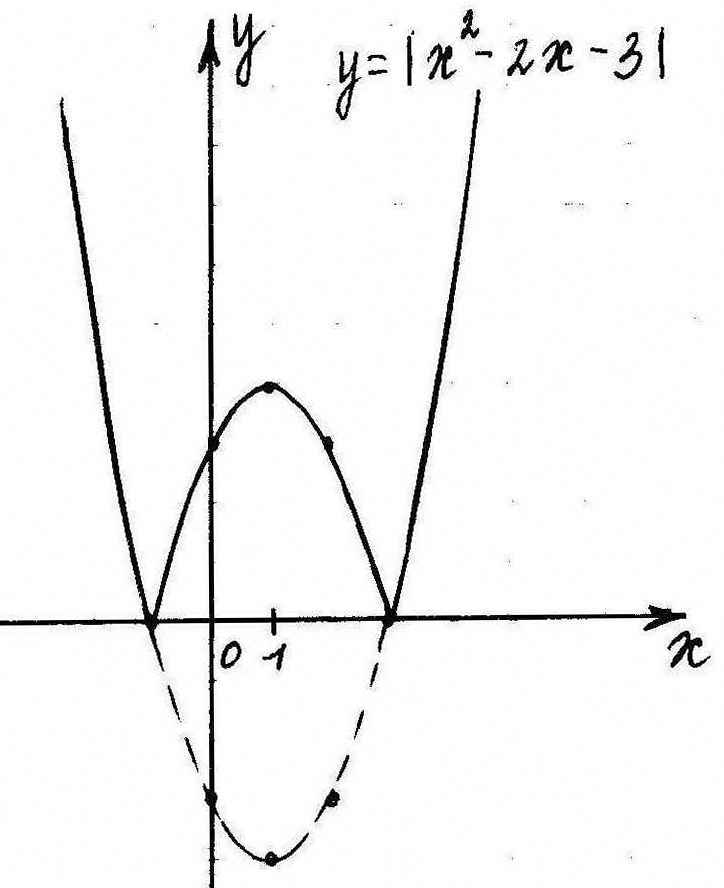 y
y=|x²-2x-3|
0 1
x